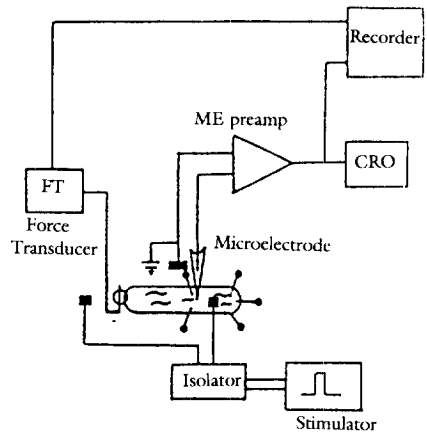 Recorder
ME preamp
CRO
FT
Force
Transducer
Microelectrode
Isolator
Stimulator